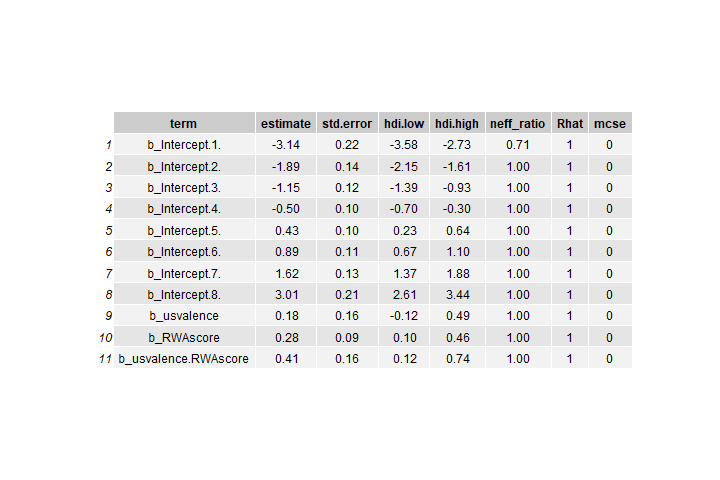 term estimate std.error hdi.low hdi.high neff_ratio Rhat mcse
1 b_Intercept.1. -3.14 0.22 -3.58 -2.73 0.71 1 0
2 b_Intercept.2. -1.89 0.14 -2.15 -1.61 1.00 1 0
3 b_Intercept.3. -1.15 0.12 -1.39 -0.93 1.00 1 0
4 b_Intercept.4. -0.50 0.10 -0.70 -0.30 1.00 1 0
5 b_Intercept.5. 0.43 0.10 0.23 0.64 1.00 1 0
6 b_Intercept.6. 0.89 0.11 0.67 1.10 1.00 1 0
7 b_Intercept.7. 1.62 0.13 1.37 1.88 1.00 1 0
8 b_Intercept.8. 3.01 0.21 2.61 3.44 1.00 1 0
9 b_usvalence 0.18 0.16 -0.12 0.49 1.00 1 0
10 b_RWAscore 0.28 0.09 0.10 0.46 1.00 1 0
11 b_usvalence.RWAscore 0.41 0.16 0.12 0.74 1.00 1 0